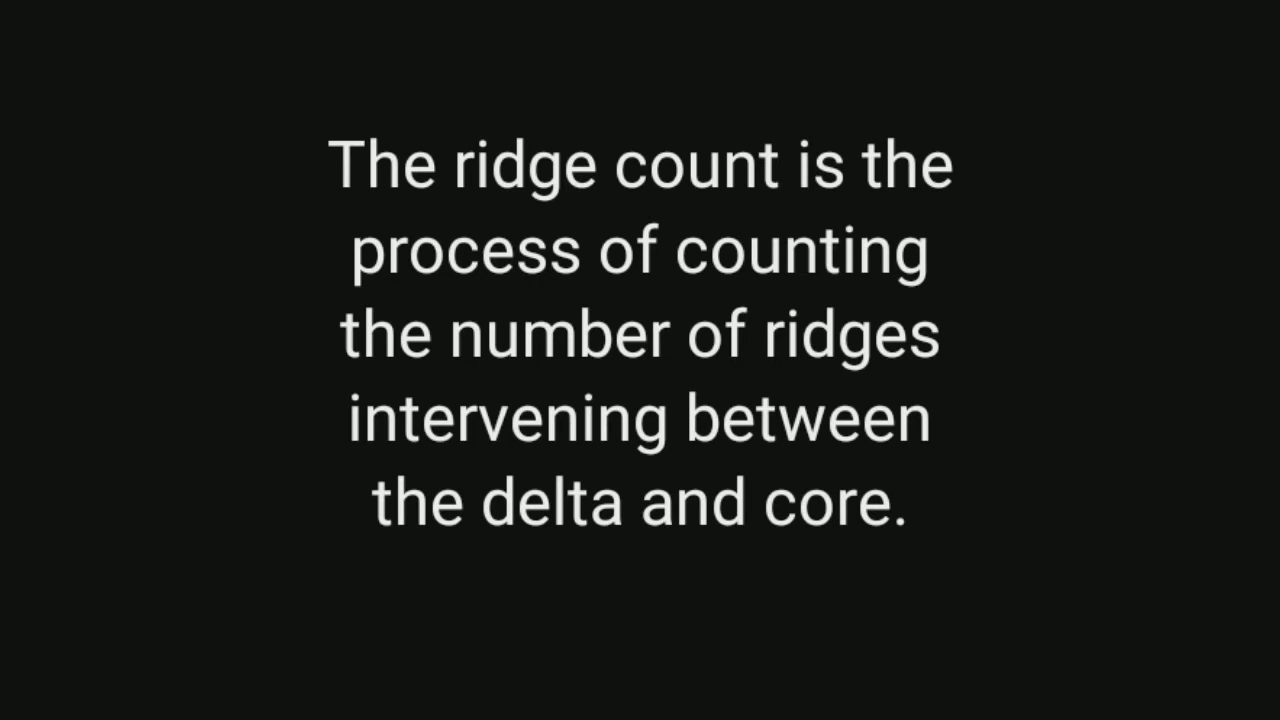 The ridge count is the
process of counting
the number of ridges
intervening between
the delta and core.